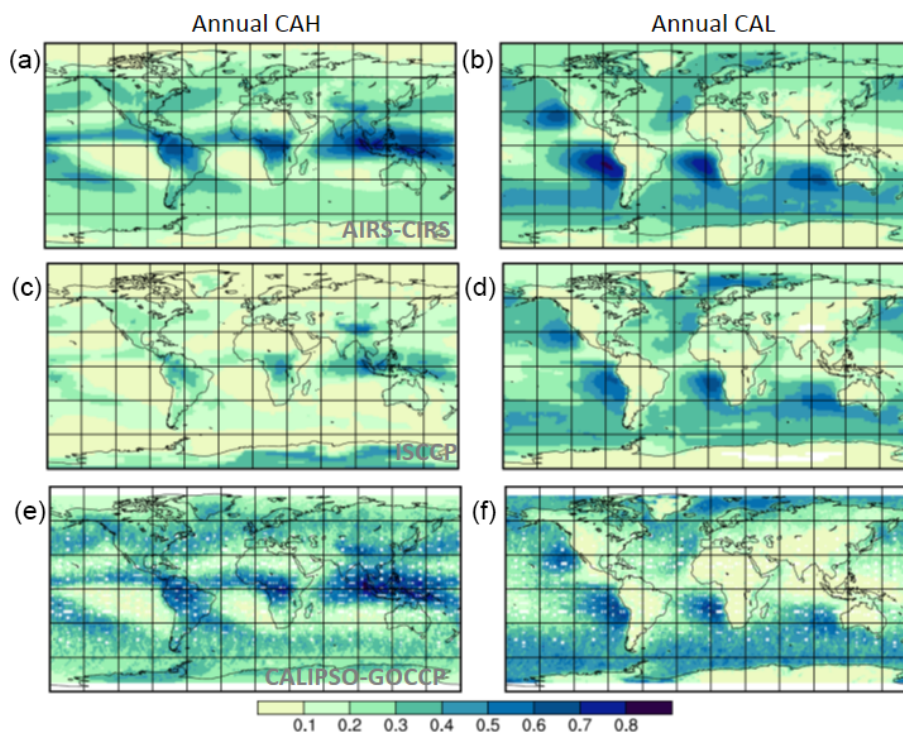 Annual CAH
Annual CAL
(a)
(b)
AIRS-CIRS
(c)
(d)
ISCCP
(e)
(f)
CALIPSO-GOCCP
0.1 0.2 0.3 0.4 0.5 0.6 0.7 0.8